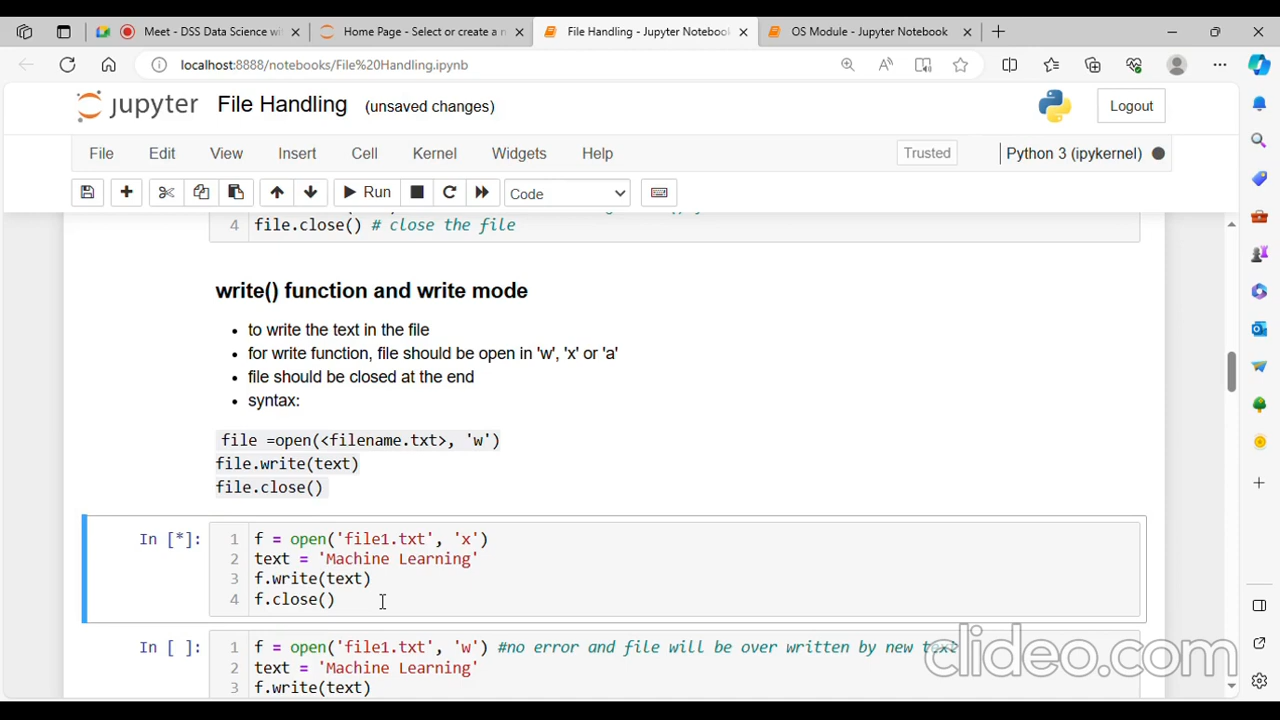 Meet - DSS Data Science wi
Home Page - Select or create a n
File Handling - Jupyter Notebook
OS Module - Jupyter Notebook
localhost:8888/notebooks/File%20Handling.ipynb
jupyter File Handling (unsaved changes)
Logout
File Edit View Insert Cell Kernel Widgets Help
Trusted
Python 3 (ipykernel)
Run
Code
4 file.close() # close the file
write() function and write mode
• to write the text in the file
• for write function, file should be open in 'w', 'x' or 'a'
• file should be closed at the end
• syntax:
file =open(<filename.txt>, 'w')
file.write(text)
file.close()
In [*]: 1 f = open('file1.txt', 'x')
2 text = 'Machine Learning'
3 f.write(text)
4 f.close()
In [ ]: 1 f = open('file1.txt', 'w') #no error and file will be over written by new text
2 text = 'Machine Learning'
3 f.write(text)
clideo.com